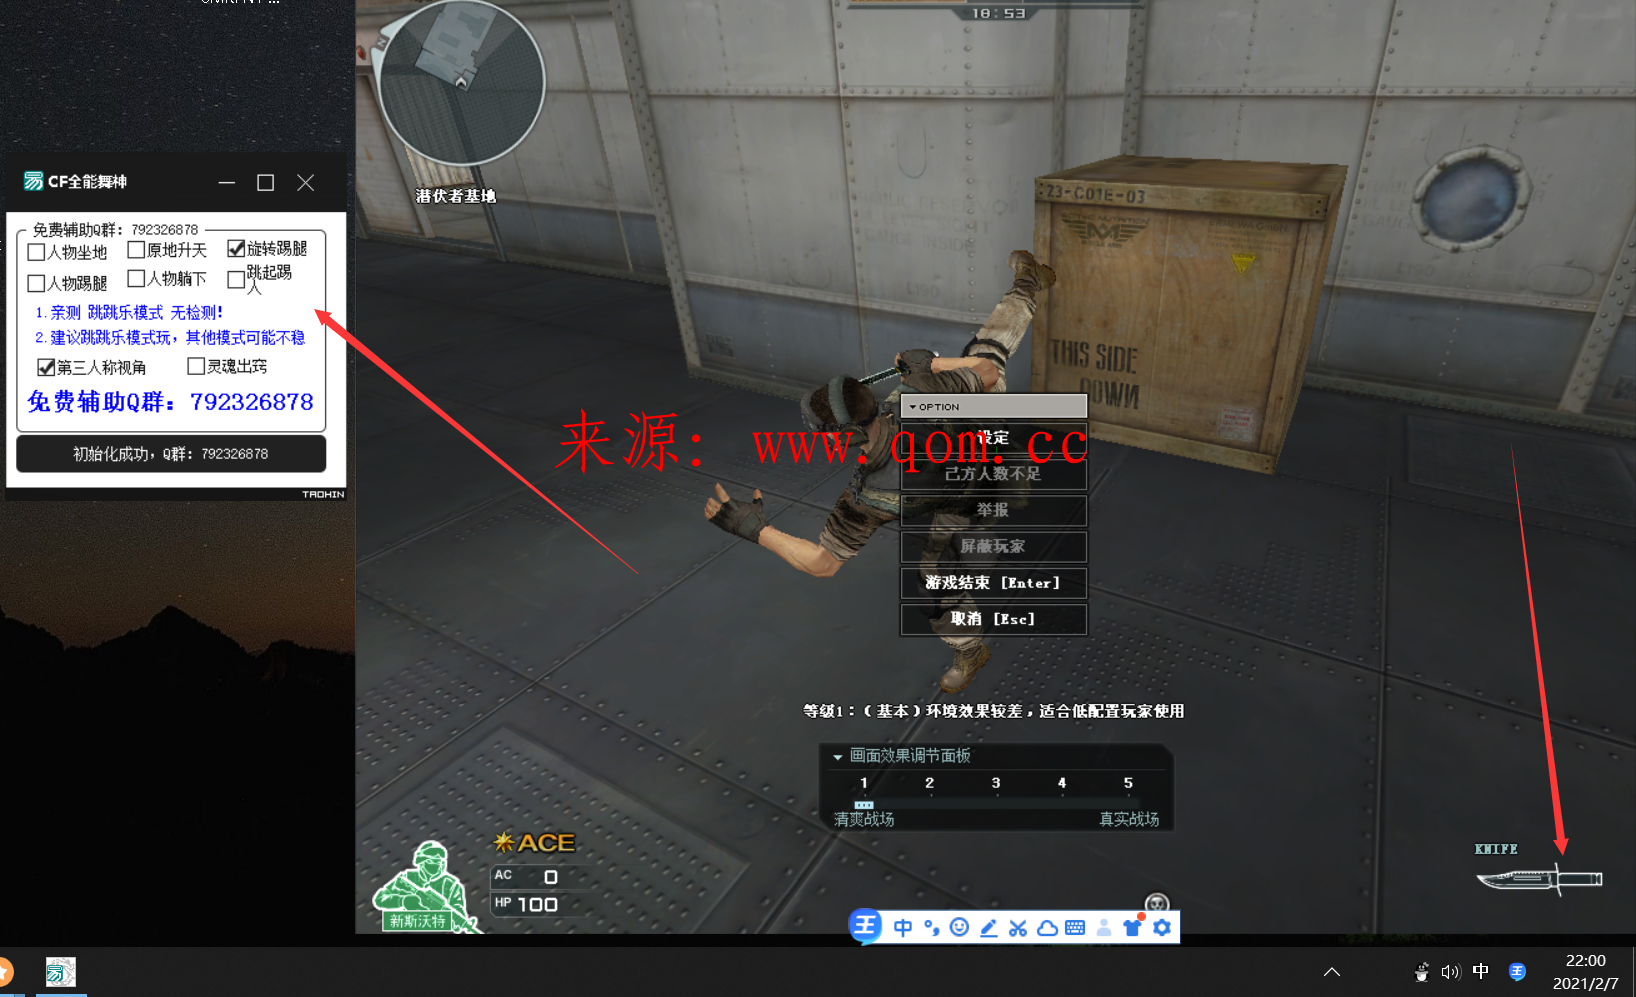 18:53
N
潜伏者基地
CF全能舞神
免费辅助Q群：792326878
人物坐地
原地升天
旋转踢腿
人物踢腿
人物躺下
跳起踢人
1.亲测 跳跳乐模式 无检测！
2.建议跳跳乐模式玩，其他模式可能不稳
第三人称视角
灵魂出窍
免费辅助Q群：792326878
初始化成功，Q群：792326878
TAOHIN
23-C01E-03
THIS SIDE
DOWN
来源：www.qom.cc
OPTION
设定
己方人数不足
举报
屏蔽玩家
游戏结束 [Enter]
取消 [Esc]
等级1：（基本）环境效果较差，适合低配置玩家使用
画面效果调节面板
1 2 3 4 5
清爽战场
真实战场
ACE
AC 0
HP 100
新斯沃特
KNIFE
王 中
中 王
22:00
2021/2/7